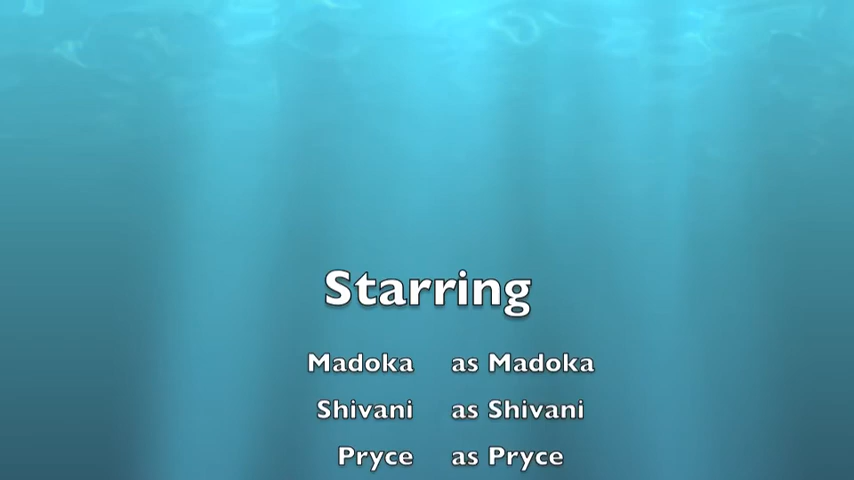 Starring
Madoka as Madoka
Shivani as Shivani
Pryce as Pryce